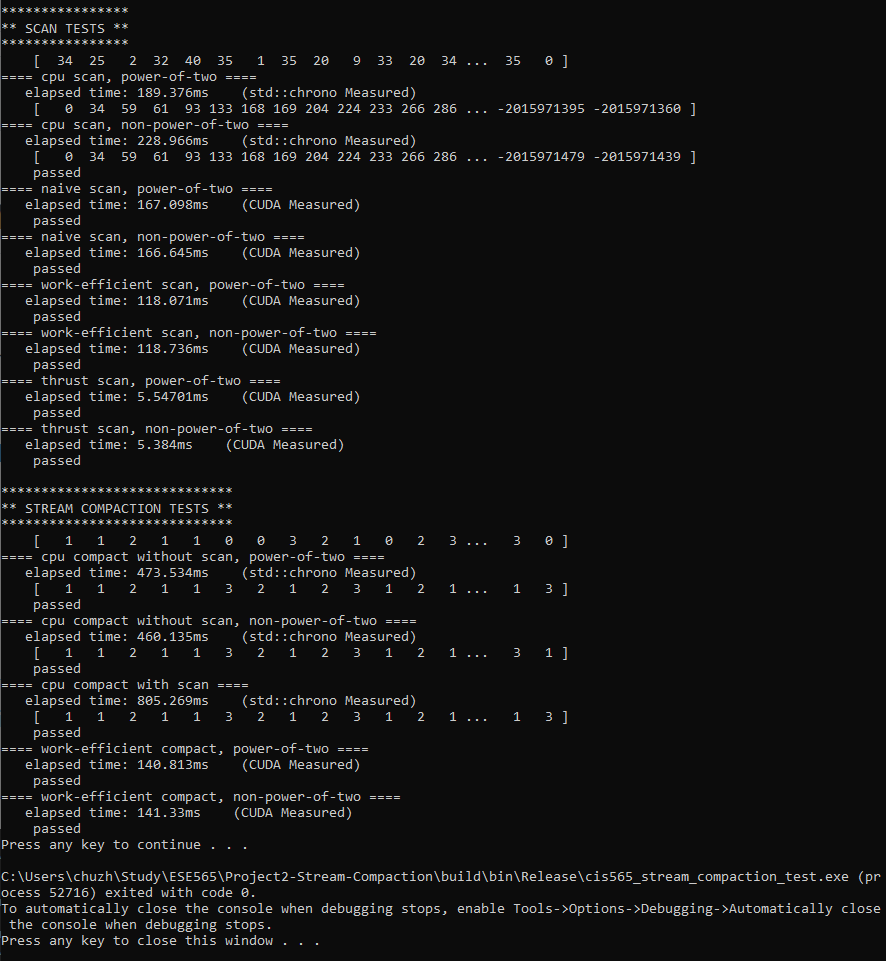 ****************
** SCAN TESTS **
****************
    [  34  25   2  32  40  35   1  35  20   9  33  20  34 ...  35   0 ]
==== cpu scan, power-of-two ====
   elapsed time: 189.376ms    (std::chrono Measured)
    [   0  34  59  61  93 133 168 169 204 224 233 266 286 ... -2015971395 -2015971360 ]
==== cpu scan, non-power-of-two ====
   elapsed time: 228.966ms    (std::chrono Measured)
    [   0  34  59  61  93 133 168 169 204 224 233 266 286 ... -2015971479 -2015971439 ]
    passed
==== naive scan, power-of-two ====
   elapsed time: 167.098ms    (CUDA Measured)
    passed
==== naive scan, non-power-of-two ====
   elapsed time: 166.645ms    (CUDA Measured)
    passed
==== work-efficient scan, power-of-two ====
   elapsed time: 118.071ms    (CUDA Measured)
    passed
==== work-efficient scan, non-power-of-two ====
   elapsed time: 118.736ms    (CUDA Measured)
    passed
==== thrust scan, power-of-two ====
   elapsed time: 5.54701ms    (CUDA Measured)
    passed
==== thrust scan, non-power-of-two ====
   elapsed time: 5.384ms    (CUDA Measured)
    passed

*****************************
** STREAM COMPACTION TESTS **
*****************************
    [   1   1   2   1   1   0   0   3   2   1   0   2   3 ...   3   0 ]
==== cpu compact without scan, power-of-two ====
   elapsed time: 473.534ms    (std::chrono Measured)
    [   1   1   2   1   1   3   2   1   2   3   1   2   1 ...   1   3 ]
    passed
==== cpu compact without scan, non-power-of-two ====
   elapsed time: 460.135ms    (std::chrono Measured)
    [   1   1   2   1   1   3   2   1   2   3   1   2   1 ...   3   1 ]
    passed
==== cpu compact with scan ====
   elapsed time: 805.269ms    (std::chrono Measured)
    [   1   1   2   1   1   3   2   1   2   3   1   2   1 ...   1   3 ]
    passed
==== work-efficient compact, power-of-two ====
   elapsed time: 140.813ms    (CUDA Measured)
    passed
==== work-efficient compact, non-power-of-two ====
   elapsed time: 141.33ms    (CUDA Measured)
    passed
Press any key to continue . . .

C:\Users\chuzh\Study\ESE565\Project2-Stream-Compaction\build\bin\Release\cis565_stream_compaction_test.exe (pr
ocess 52716) exited with code 0.
To automatically close the console when debugging stops, enable Tools->Options->Debugging->Automatically close
 the console when debugging stops.
Press any key to close this window . . .